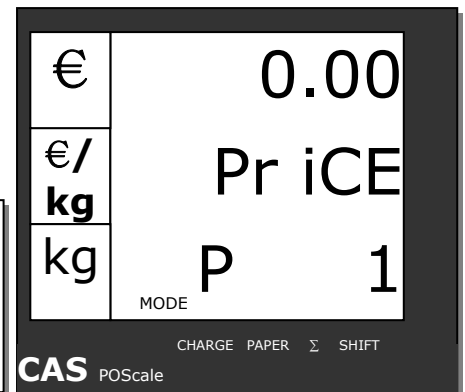 € 0.00
€/ Pr iCE
kg
kg P 1
MODE
CHARGE PAPER Σ SHIFT
CAS POScale